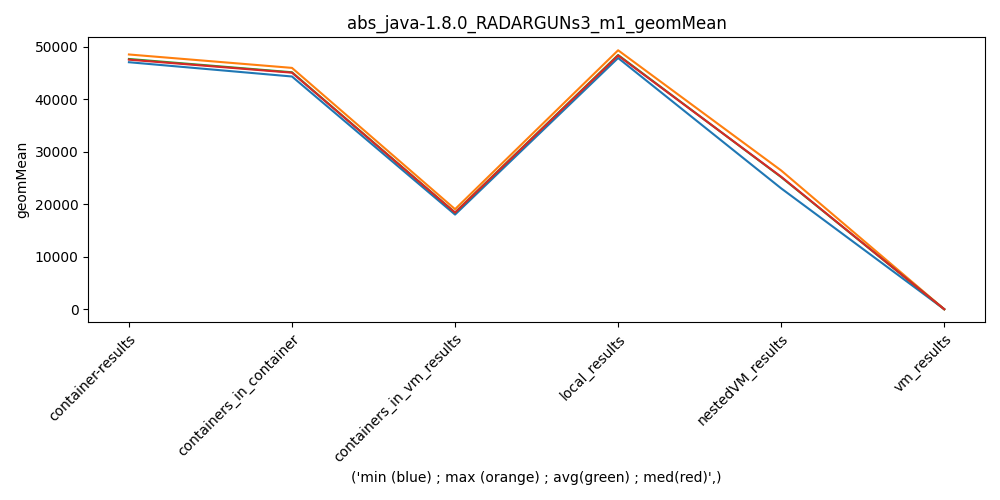 abs_java-1.8.0_RADARGUNs3_m1_geomMean
geomMean
50000
40000
30000
20000
10000
0
container-results
containers_in_container
containers_in_vm_results
local_results
nestedVM_results
vm_results
('min (blue) ; max (orange) ; avg(green) ; med(red)',)